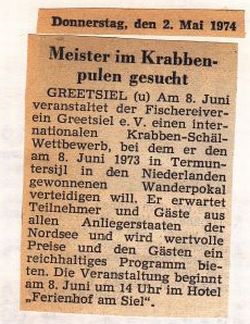 Donnerstag, den 2. Mai 1974
Meister im Krabben-
pulen gesucht
GREETSIEL (u) Am 8. Juni
veranstaltet der Fischereiver-
ein Greetsiel e. V. einen inter-
nationalen Krabben-Schäl-
Wettbewerb, bei dem er den
am 8. Juni 1973 in Termun-
tersijl in den Niederlanden
gewonnenen Wanderpokal
verteidigen will. Er erwartet
Teilnehmer und Gäste aus
allen Anliegerstaaten der
Nordsee und wird wertvolle
Preise und den Gästen ein
reichhaltiges Programm bie-
ten. Die Veranstaltung beginnt
am 8. Juni um 14 Uhr im Hotel
„Ferienhof am Siel".